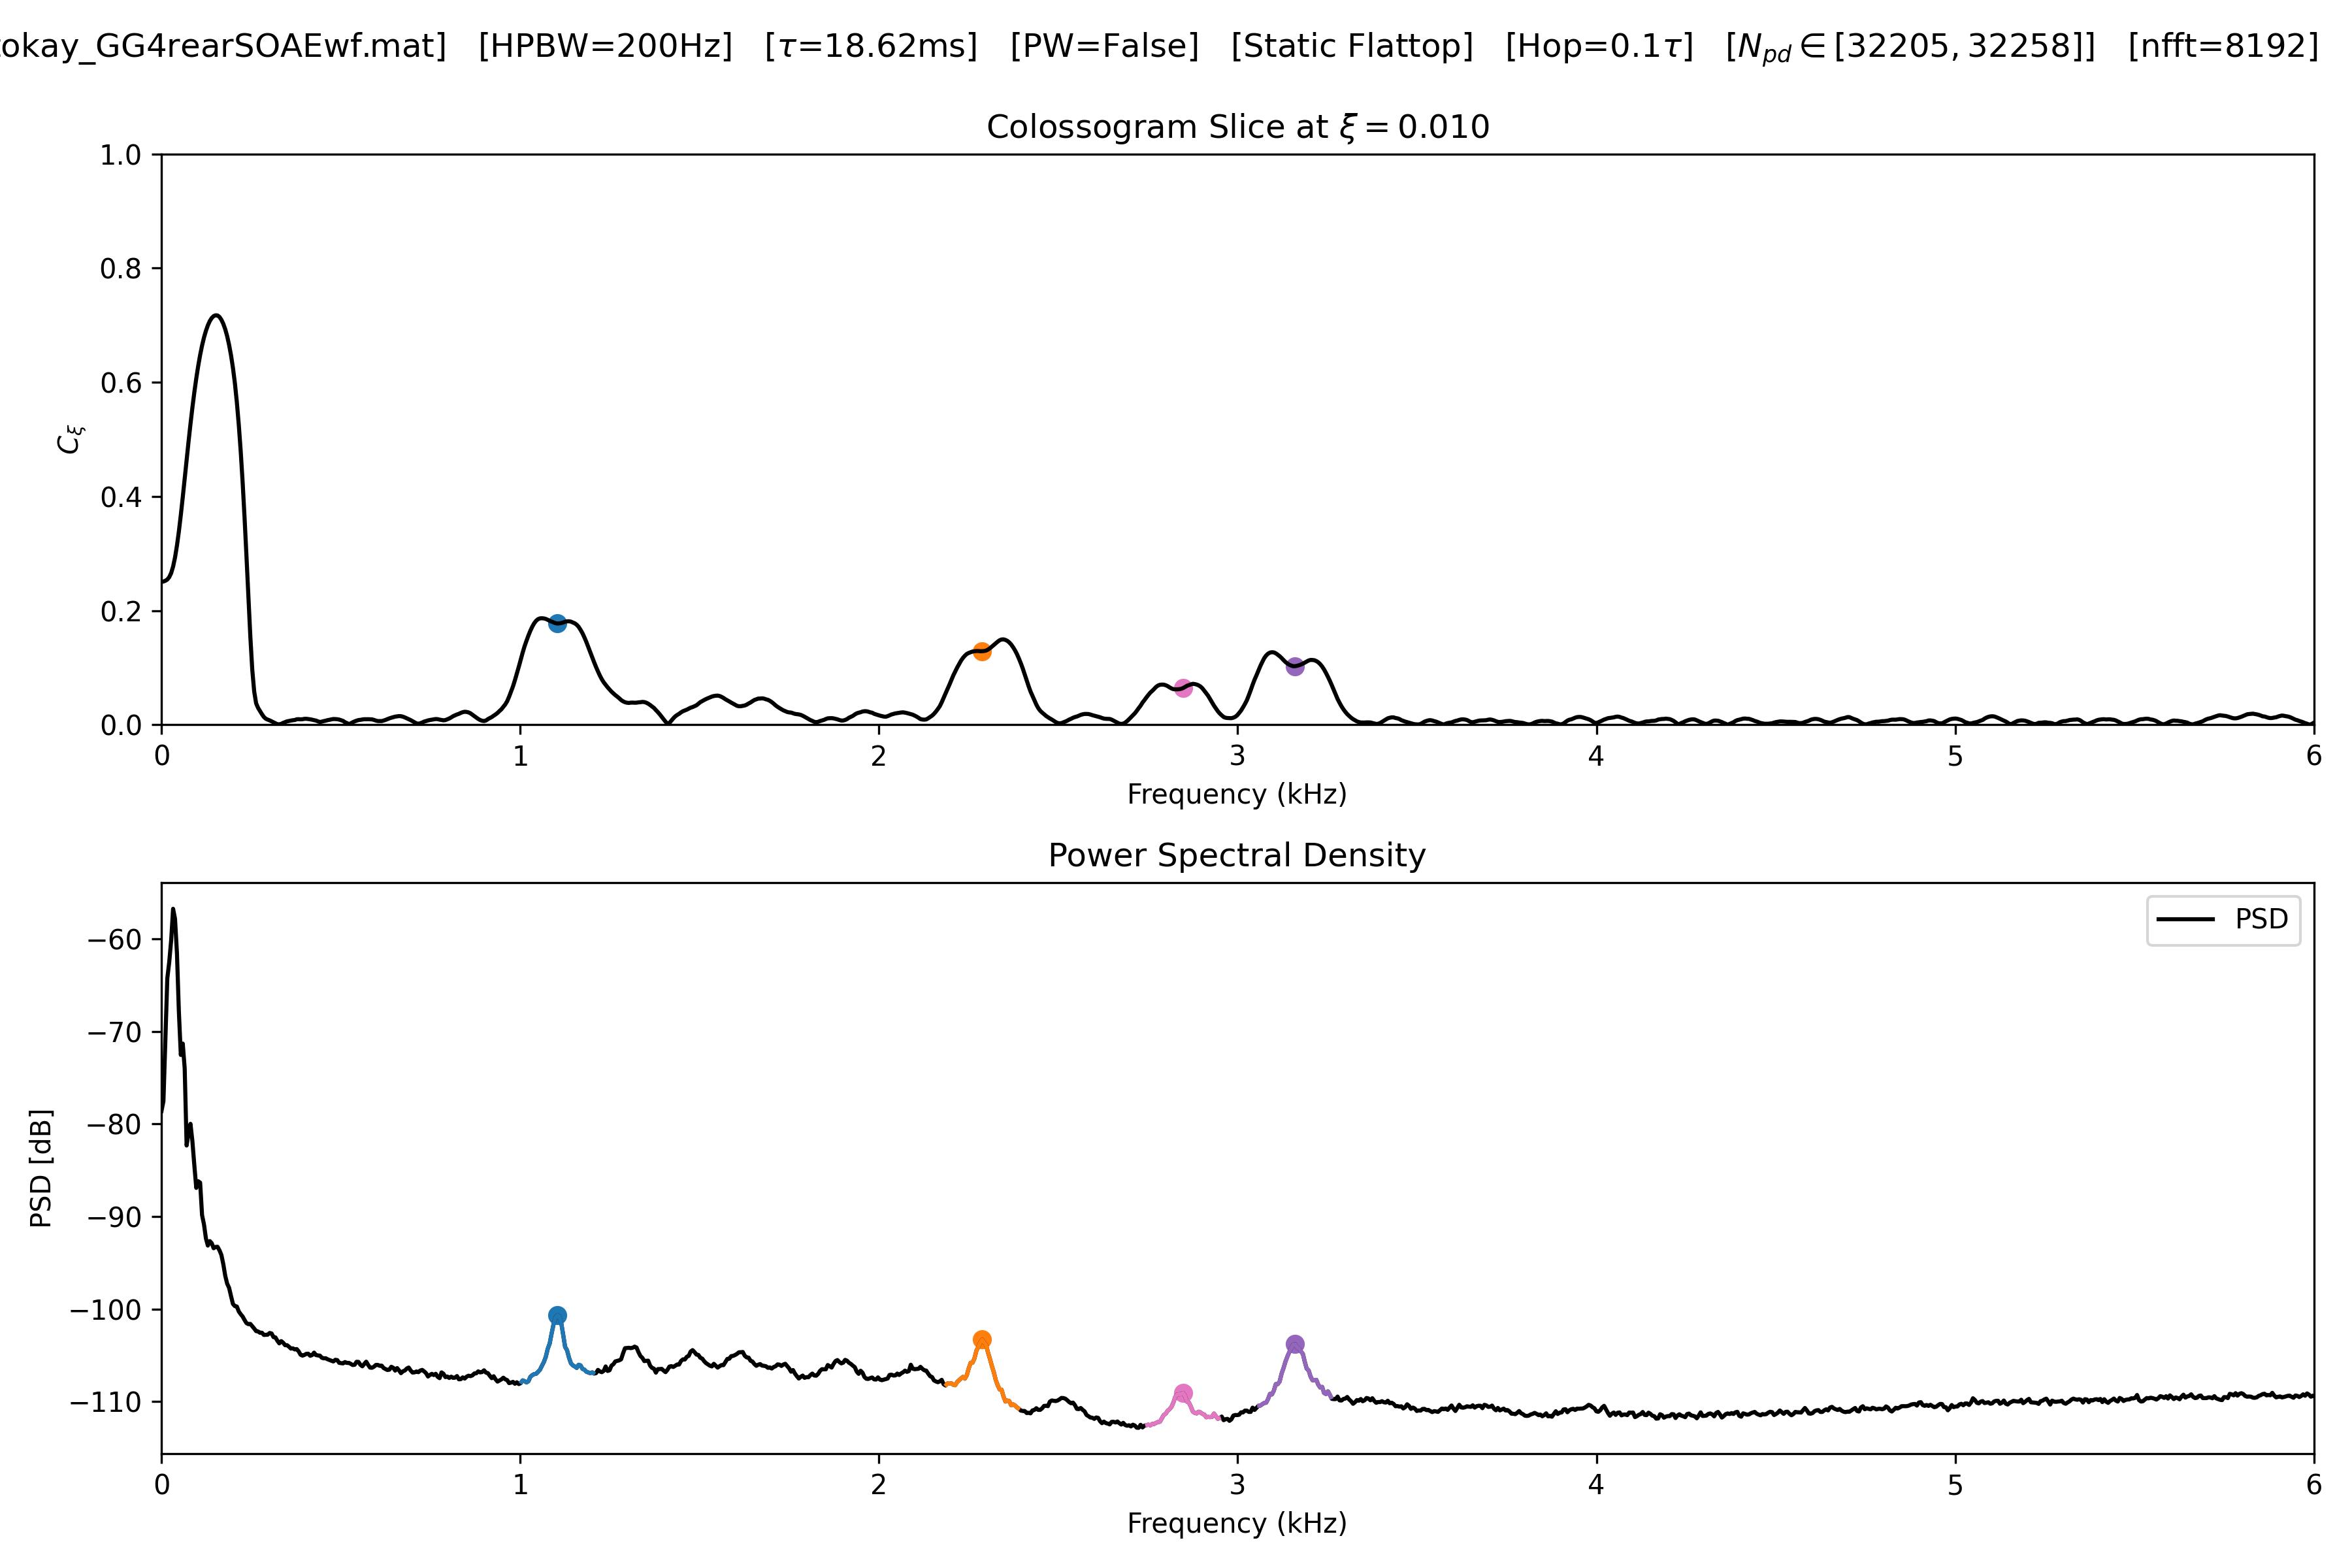 okay_GG4rearSOAEwf.mat] [HPBW=200Hz] [τ=18.62ms] [PW=False] [Static Flattop] [Hop=0.1τ] [N_pd ∈ [32205, 32258]] [nfft=8192]
Colossogram Slice at ξ = 0.010
1.0
0.8
0.6
0.4
0.2
0.0
C_ξ
0 1 2 3 4 5 6
Frequency (kHz)
Power Spectral Density
PSD
−60
−70
−80
−90
−100
−110
PSD [dB]
0 1 2 3 4 5 6
Frequency (kHz)